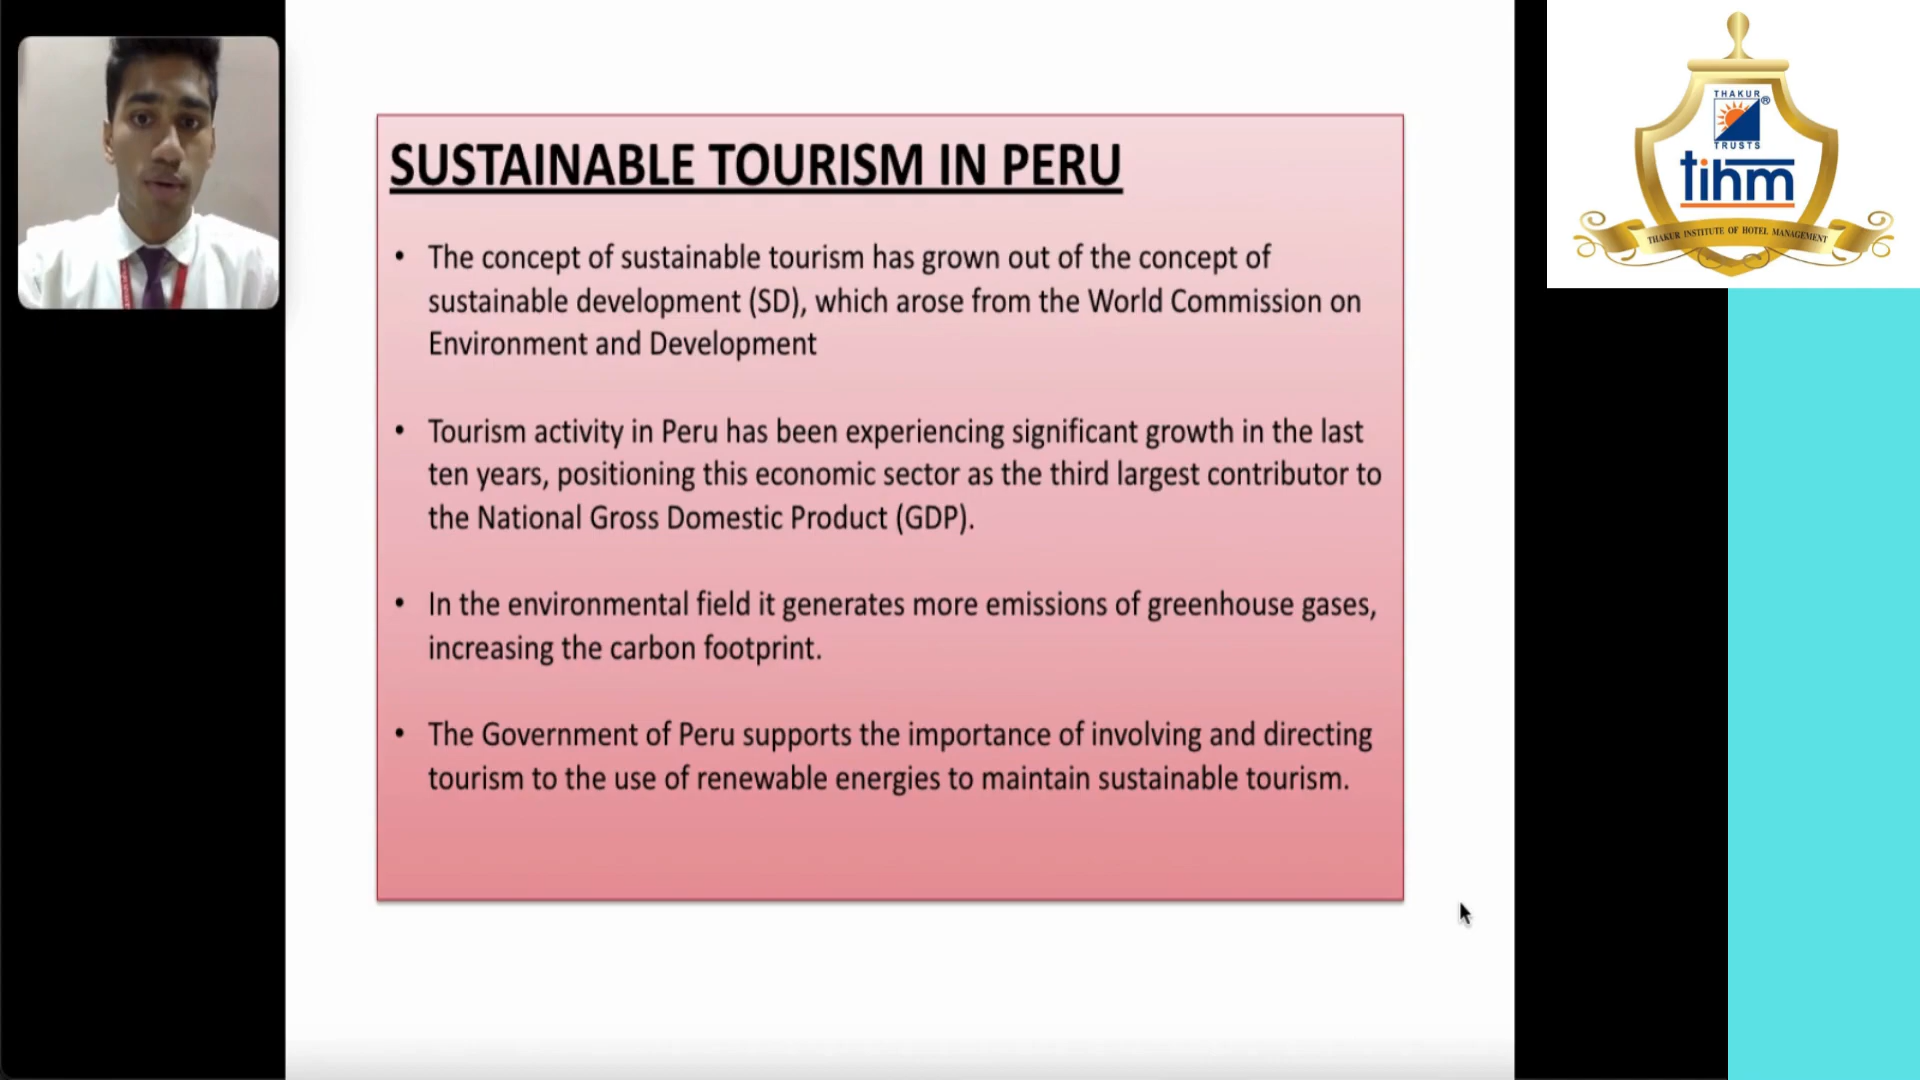 SUSTAINABLE TOURISM IN PERU
• The concept of sustainable tourism has grown out of the concept of
sustainable development (SD), which arose from the World Commission on
Environment and Development
• Tourism activity in Peru has been experiencing significant growth in the last
ten years, positioning this economic sector as the third largest contributor to
the National Gross Domestic Product (GDP).
• In the environmental field it generates more emissions of greenhouse gases,
increasing the carbon footprint.
• The Government of Peru supports the importance of involving and directing
tourism to the use of renewable energies to maintain sustainable tourism.
THAKUR
®
TRUSTS
tihm
THAKUR INSTITUTE OF HOTEL MANAGEMENT